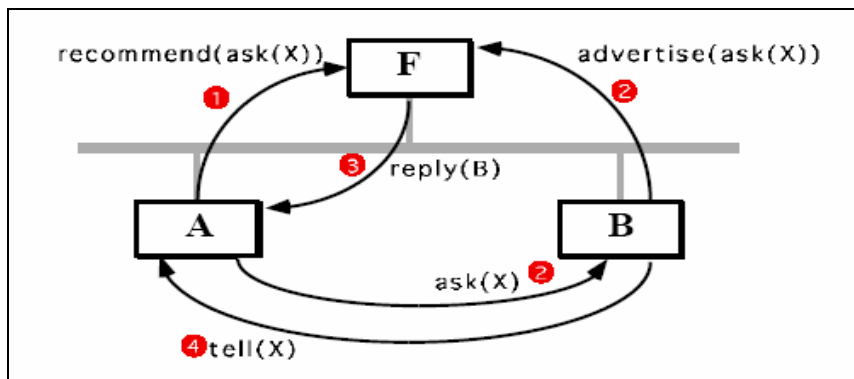 recommend(ask(X))
F
advertise(ask(X))
1
2
3
reply(B)
A
B
ask(X)
2
4
tell(X)